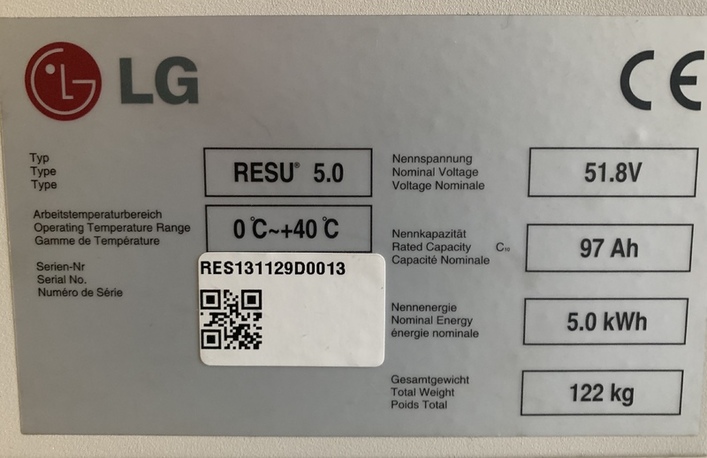 LG
CE
Typ
Type
Type
RESU® 5.0
Nennspannung
Nominal Voltage
Voltage Nominale
51.8V
Arbeitstemperaturbereich
Operating Temperature Range
Gamme de Température
0℃~+40℃
Nennkapazität
Rated Capacity C₁₀
Capacité Nominale
97 Ah
Serien-Nr
Serial No.
Numéro de Série
RES131129D0013
Nennenergie
Nominal Energy
énergie nominale
5.0 kWh
Gesamtgewicht
Total Weight
Poids Total
122 kg